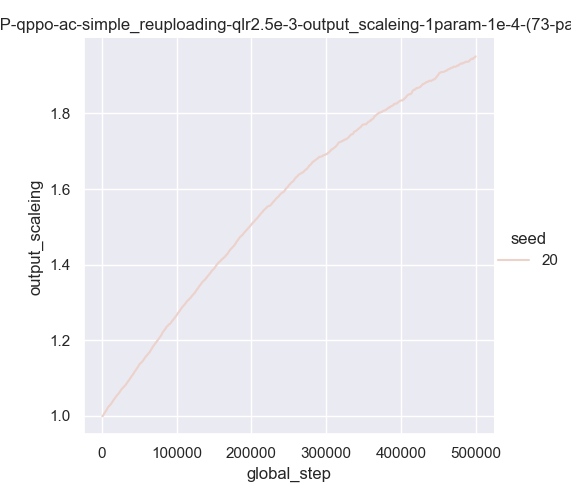 P-qppo-ac-simple_reuploading-qlr2.5e-3-output_scaleing-1param-1e-4-(73-pa
1.8
1.6
1.4
1.2
1.0
output_scaleing
0 100000 200000 300000 400000 500000
global_step
seed
20